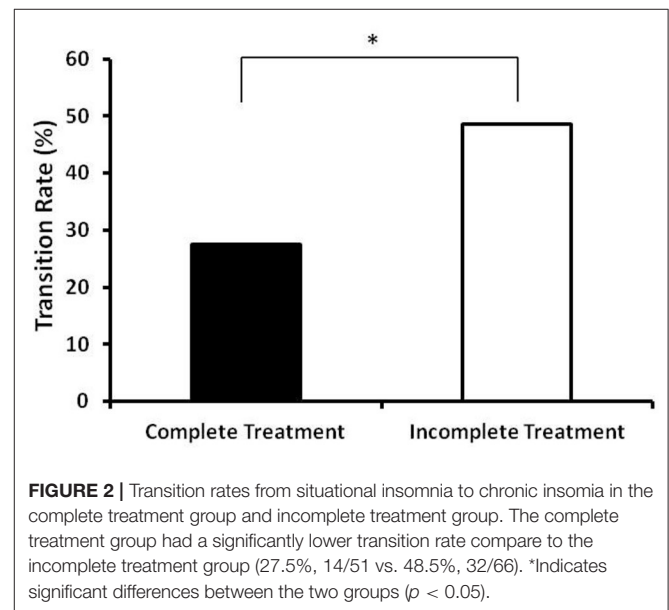 *
60
50
40
30
20
10
0
Transition Rate (%)
Complete Treatment Incomplete Treatment
FIGURE 2 | Transition rates from situational insomnia to chronic insomia in the
complete treatment group and incomplete treatment group. The complete
treatment group had a significantly lower transition rate compare to the
incomplete treatment group (27.5%, 14/51 vs. 48.5%, 32/66). *Indicates
significant differences between the two groups (p < 0.05).